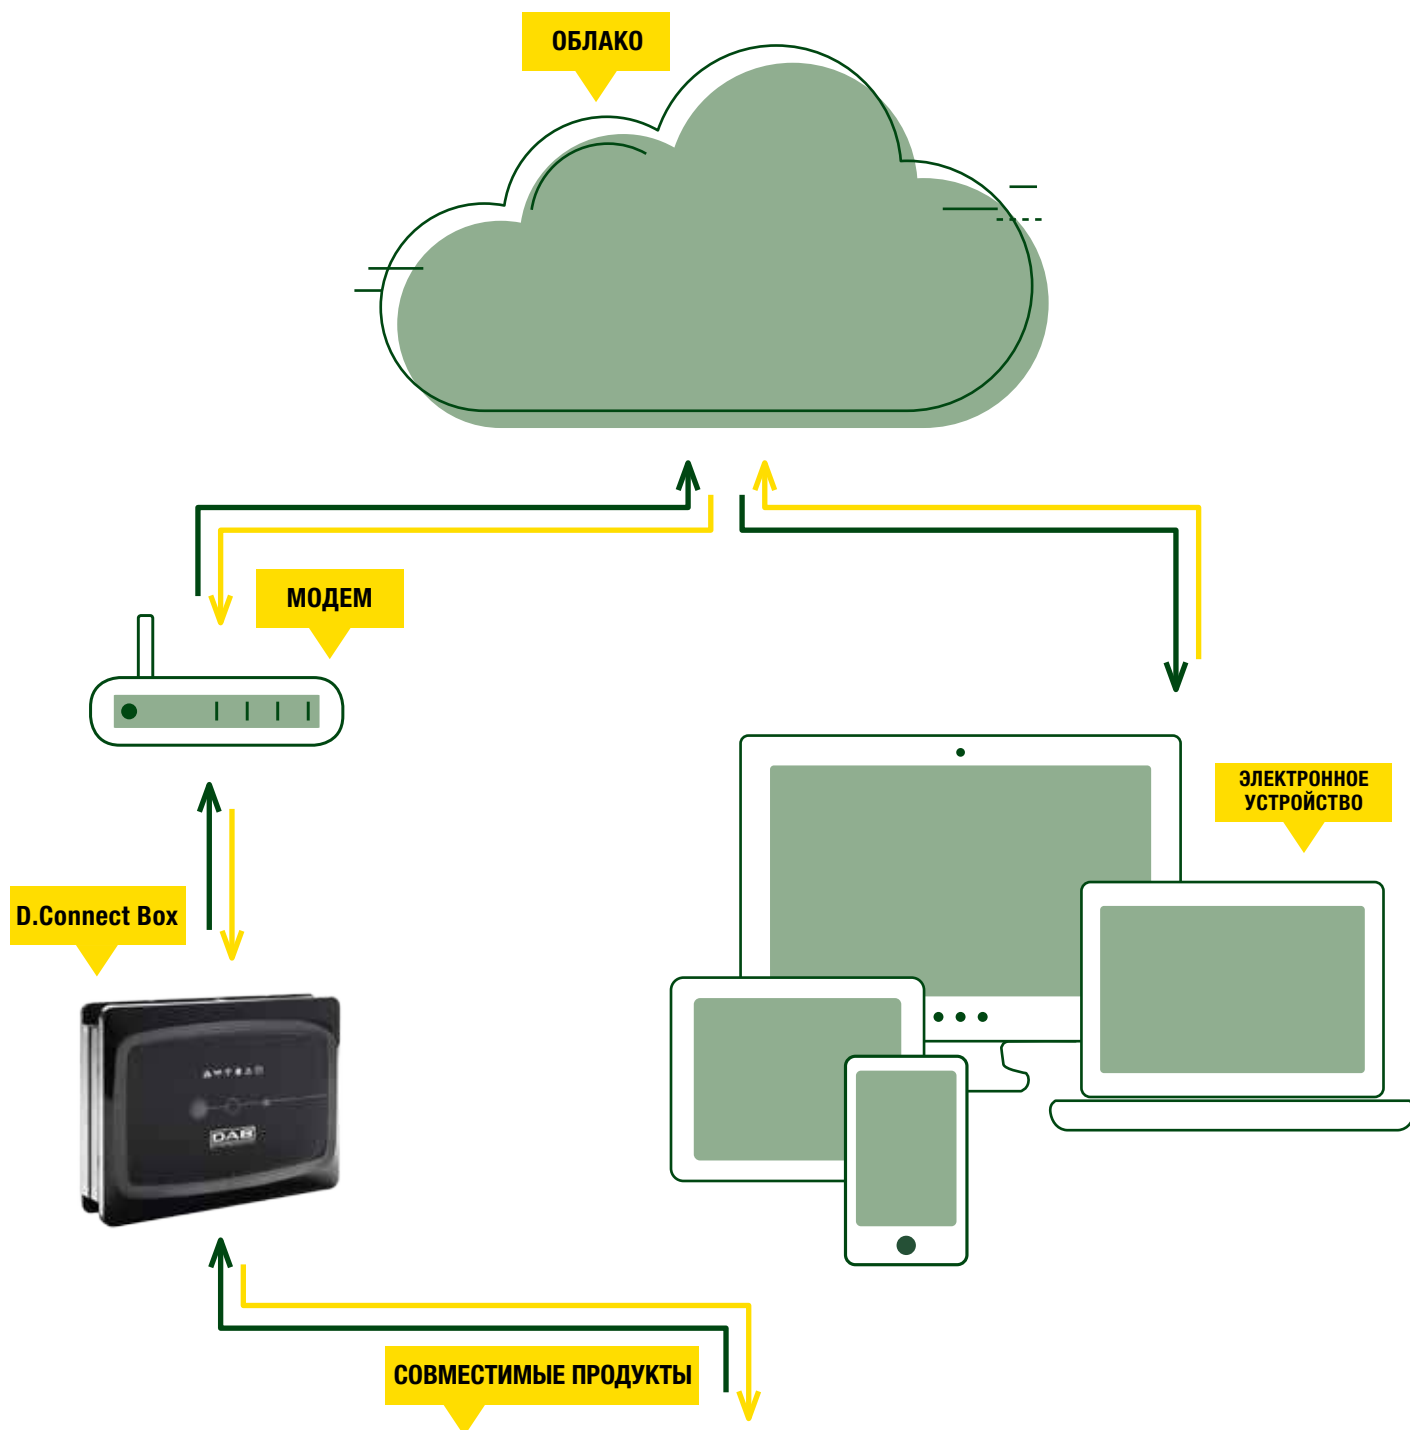 ОБЛАКО
МОДЕМ
ЭЛЕКТРОННОЕ
УСТРОЙСТВО
D.Connect Box
DAB
СОВМЕСТИМЫЕ ПРОДУКТЫ